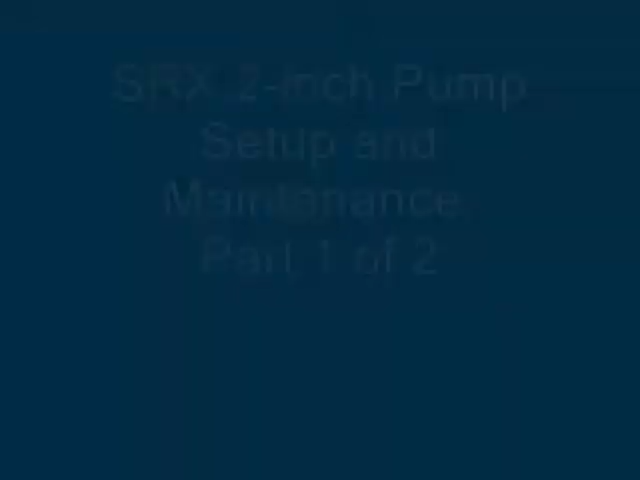 SRX 2-inch Pump
Setup and
Maintenance
Part 1 of 2